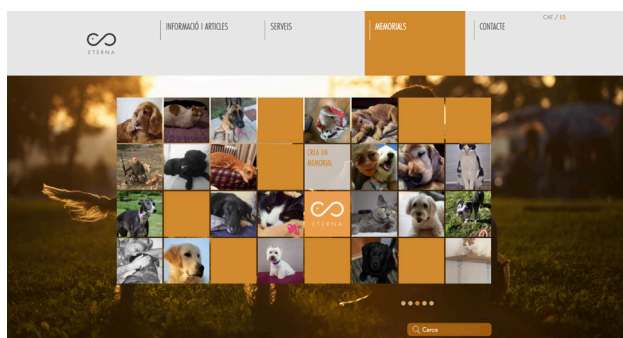 CAT / ES
INFORMACIÓ I ARTICLES
SERVEIS
MEMORIALS
CONTACTE
ETERNA
CREA UN
MEMORIAL
ETERNA
Cerca